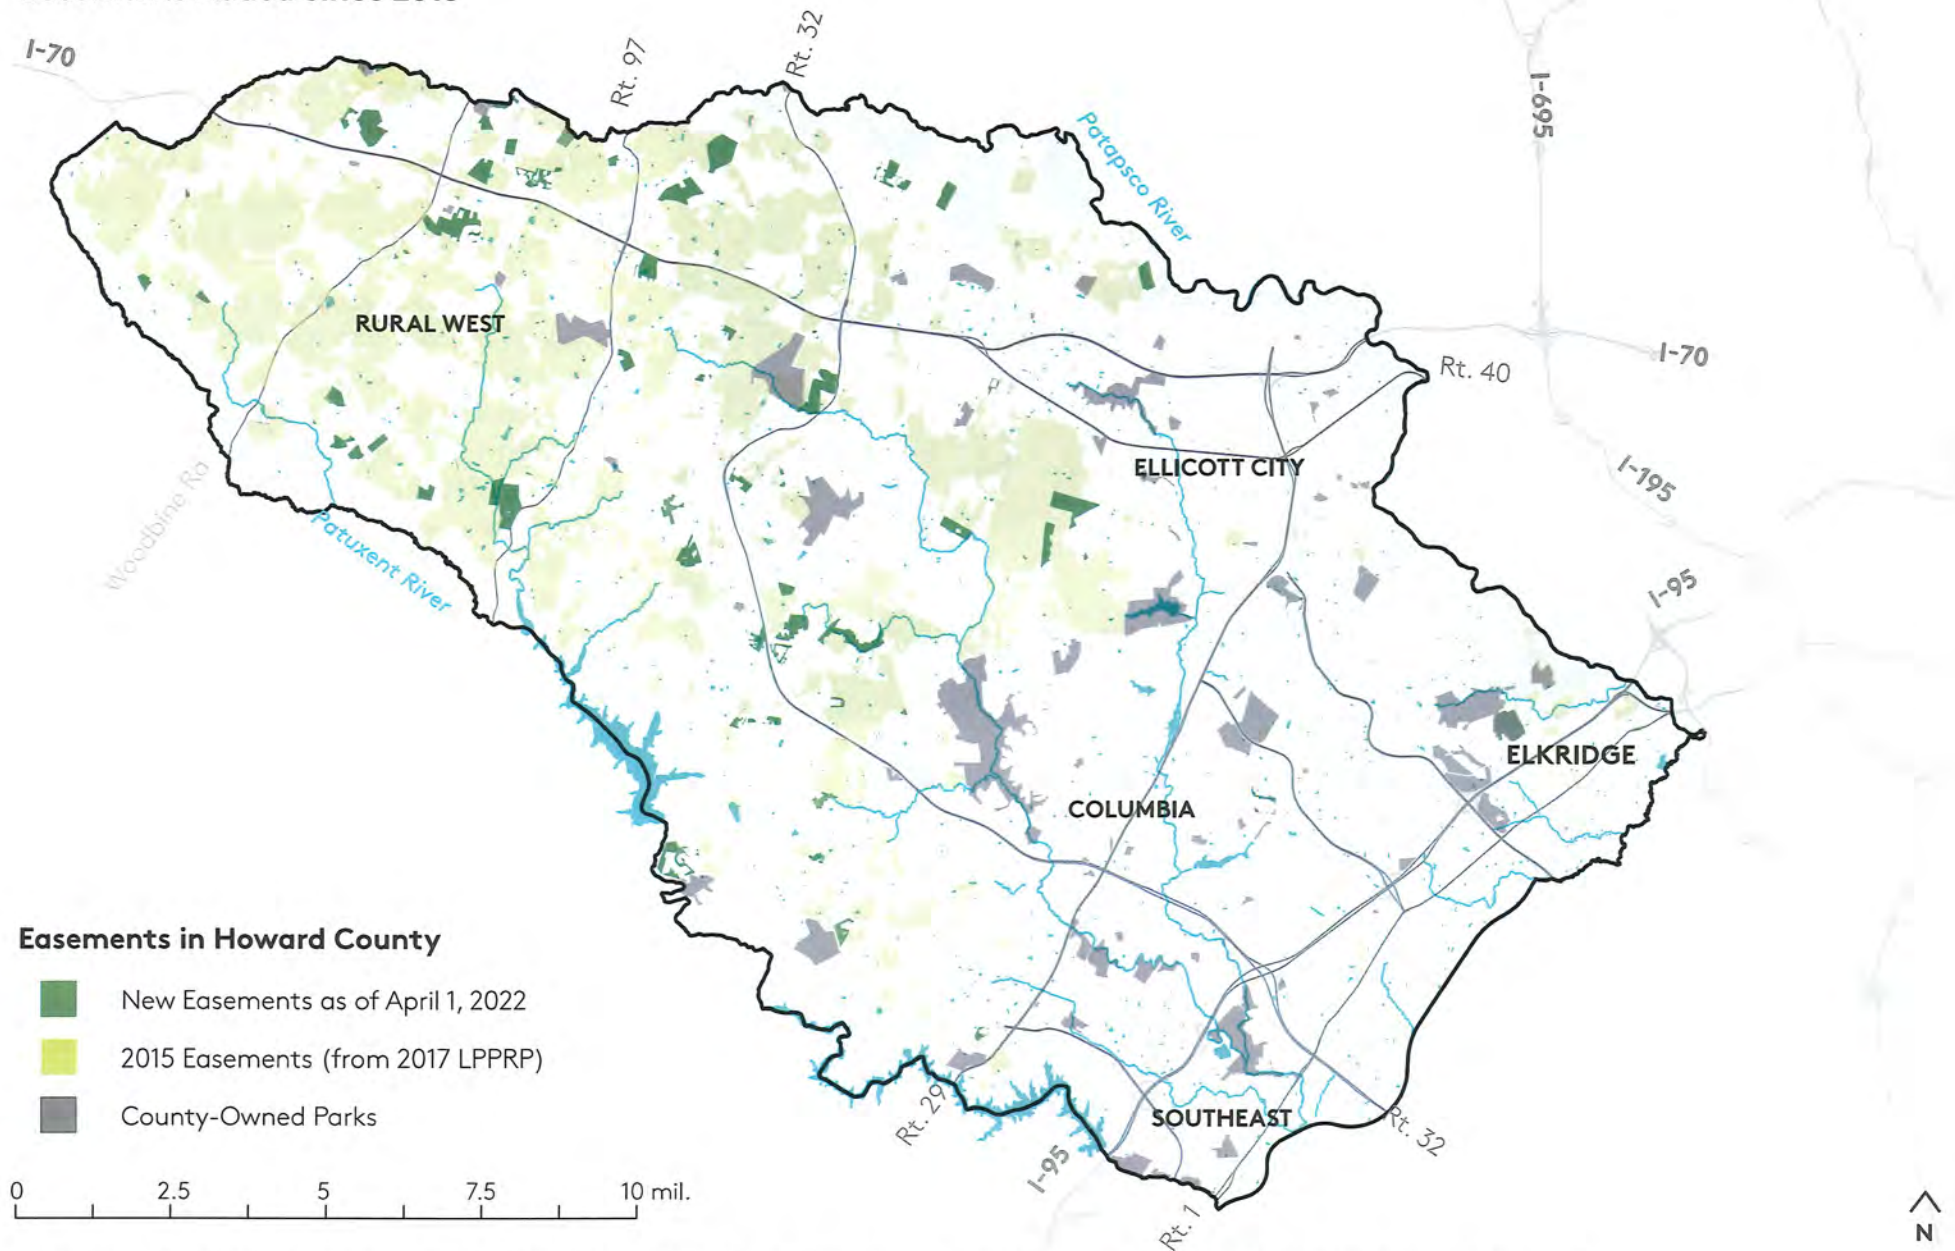 I-70
Rt. 97
Rt. 32
I-695
Patapsco River
RURAL WEST
I-70
Rt. 40
ELLICOTT CITY
I-195
Patuxent River
I-95
ELKRIDGE
COLUMBIA
Easements in Howard County
New Easements as of April 1, 2022
2015 Easements (from 2017 LPPRP)
County-Owned Parks
Rt. 29
SOUTHEAST
Rt. 32
I-95
Rt. 1
0 2.5 5 7.5 10 mil.
N